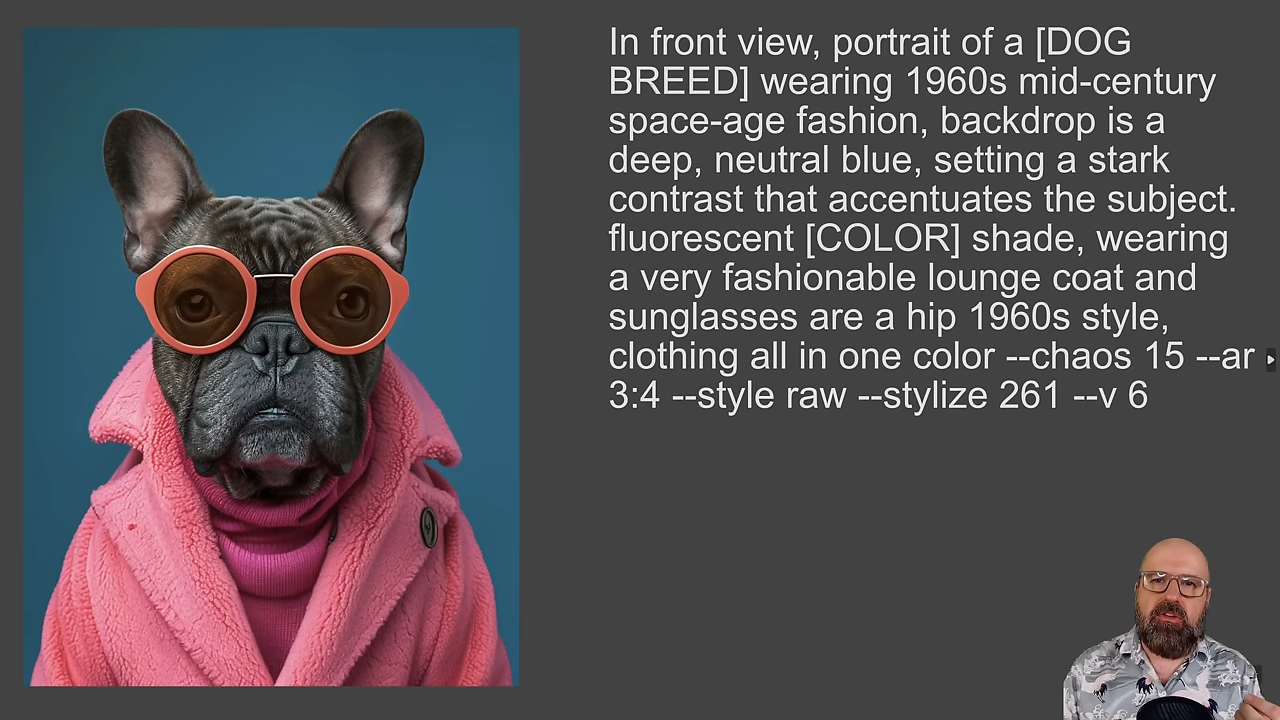 In front view, portrait of a [DOG
BREED] wearing 1960s mid-century
space-age fashion, backdrop is a
deep, neutral blue, setting a stark
contrast that accentuates the subject.
fluorescent [COLOR] shade, wearing
a very fashionable lounge coat and
sunglasses are a hip 1960s style,
clothing all in one color --chaos 15 --ar
3:4 --style raw --stylize 261 --v 6